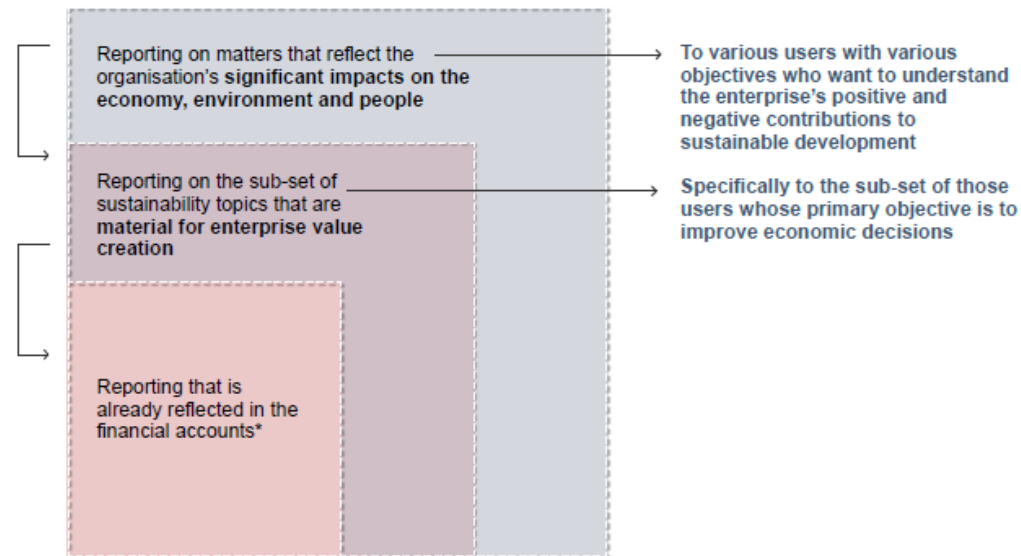 Reporting on matters that reflect the
organisation's significant impacts on the
economy, environment and people
To various users with various
objectives who want to understand
the enterprise's positive and
negative contributions to
sustainable development
Reporting on the sub-set of
sustainability topics that are
material for enterprise value
creation
Specifically to the sub-set of those
users whose primary objective is to
improve economic decisions
Reporting that is
already reflected in the
financial accounts*